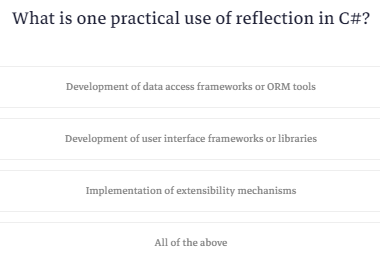 What is one practical use of reflection in C#?
Development of data access frameworks or ORM tools
Development of user interface frameworks or libraries
Implementation of extensibility mechanisms
All of the above